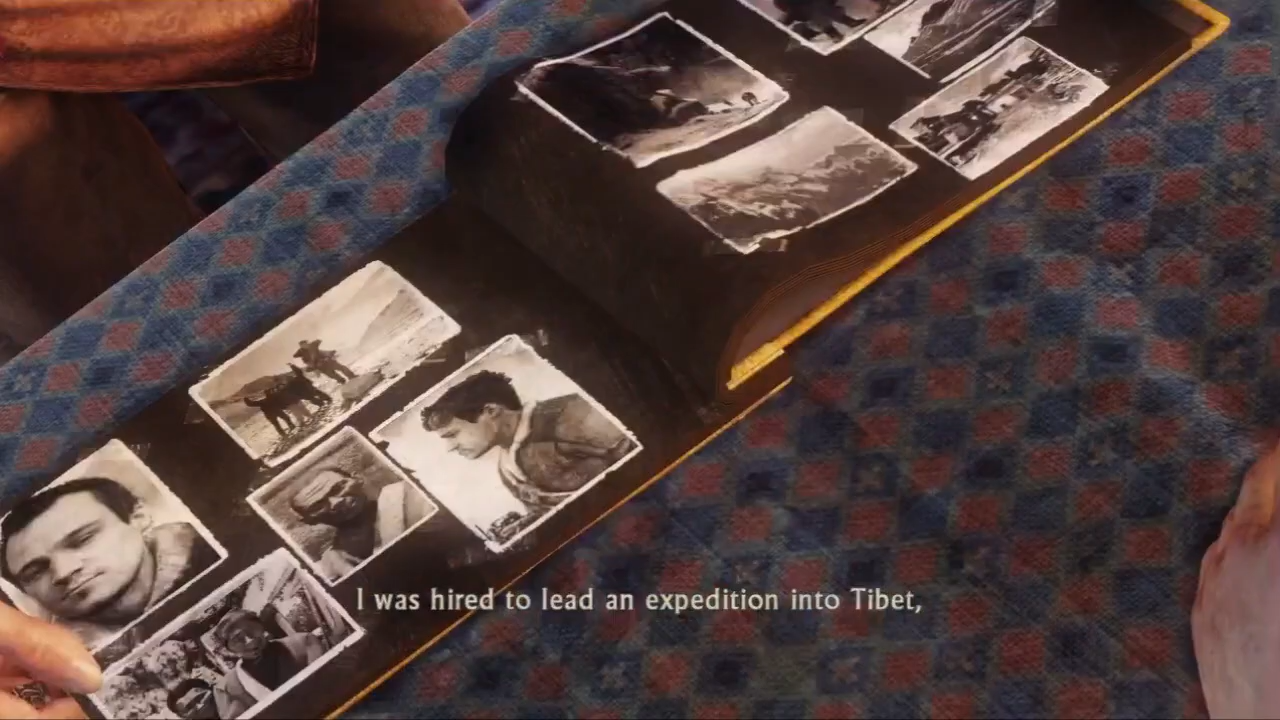 I was hired to lead an expedition into Tibet,